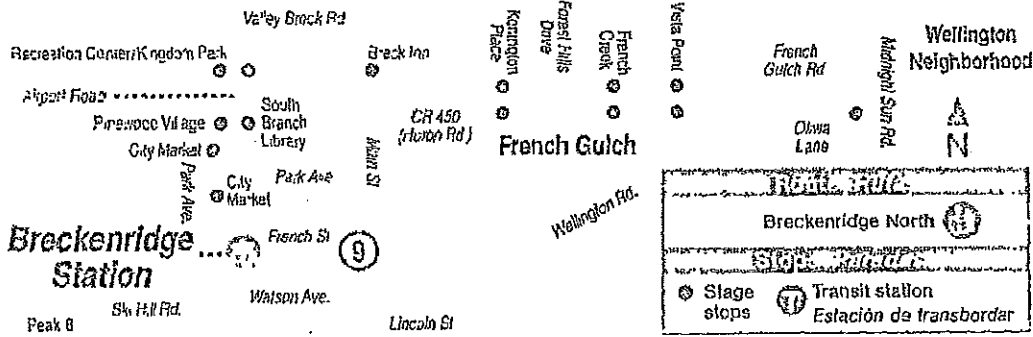 Valley Brock Rd
Recreation Center/Kingdom Park
Breck Inn
Kennington
Place
Forest Hills
Drive
French
Creek
Vista Point
French
Gulch Rd
Midnight Sun Rd
Wellington
Neighborhood
Airport Road
Pinewood Village
South
Branch
Library
CR 450
(Huron Rd)
French Gulch
Lane
N
City Market
Park Ave.
City
Market
Park Ave
Main St
Wellington Rd.
Breckenridge North
Breckenridge
Station
French St
9
Ski Hill Rd.
Watson Ave.
Peak 8
Lincoln St
Stage
stops
Transit station
Estación de transbordar